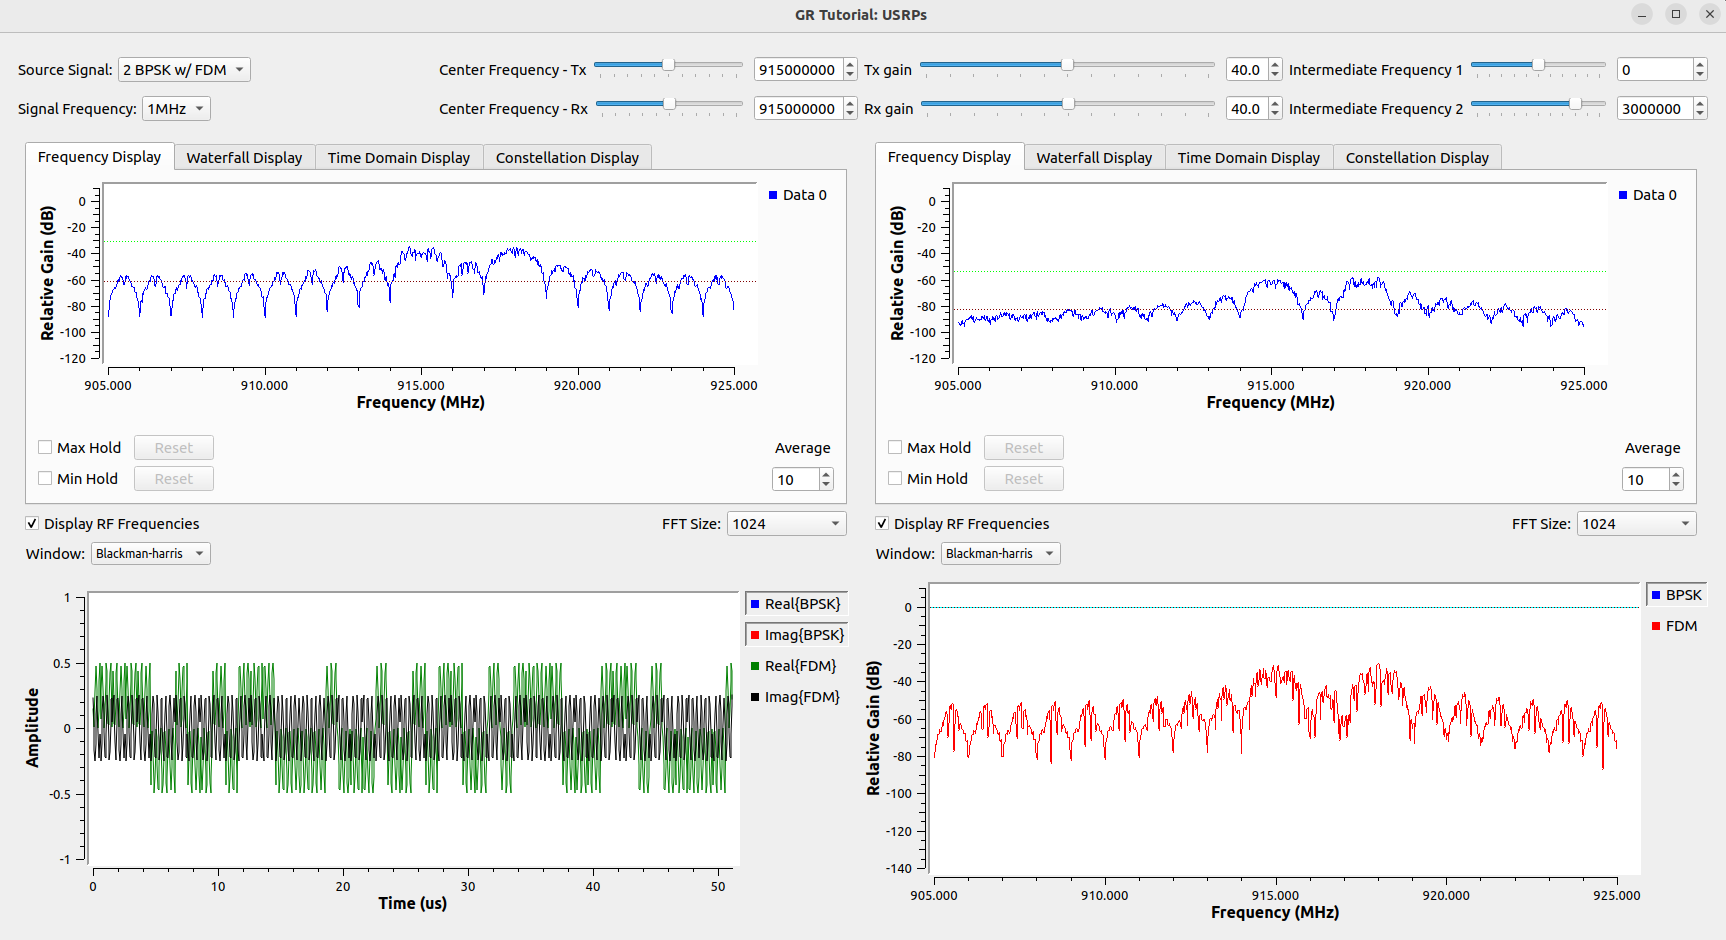 GR Tutorial: USRPs
Source Signal: 2 BPSK w/ FDM Center Frequency - Tx 915000000 Tx gain 40.0 Intermediate Frequency 1 0
Signal Frequency: 1MHz Center Frequency - Rx 915000000 Rx gain 40.0 Intermediate Frequency 2 3000000
Frequency Display Waterfall Display Time Domain Display Constellation Display
Relative Gain (dB)
0
-20
-40
-60
-80
-100
-120
Data 0
905.000 910.000 915.000 920.000 925.000
Frequency (MHz)
Max Hold Reset Average
Min Hold Reset 10
Display RF Frequencies FFT Size: 1024
Window: Blackman-harris
Frequency Display Waterfall Display Time Domain Display Constellation Display
Relative Gain (dB)
0
-20
-40
-60
-80
-100
-120
Data 0
905.000 910.000 915.000 920.000 925.000
Frequency (MHz)
Max Hold Reset Average
Min Hold Reset 10
Display RF Frequencies FFT Size: 1024
Window: Blackman-harris
Amplitude
1
0.5
0
-0.5
-1
Real{BPSK}
Imag{BPSK}
Real{FDM}
Imag{FDM}
0 10 20 30 40 50
Time (us)
Relative Gain (dB)
0
-20
-40
-60
-80
-100
-120
-140
BPSK
FDM
905.000 910.000 915.000 920.000 925.000
Frequency (MHz)